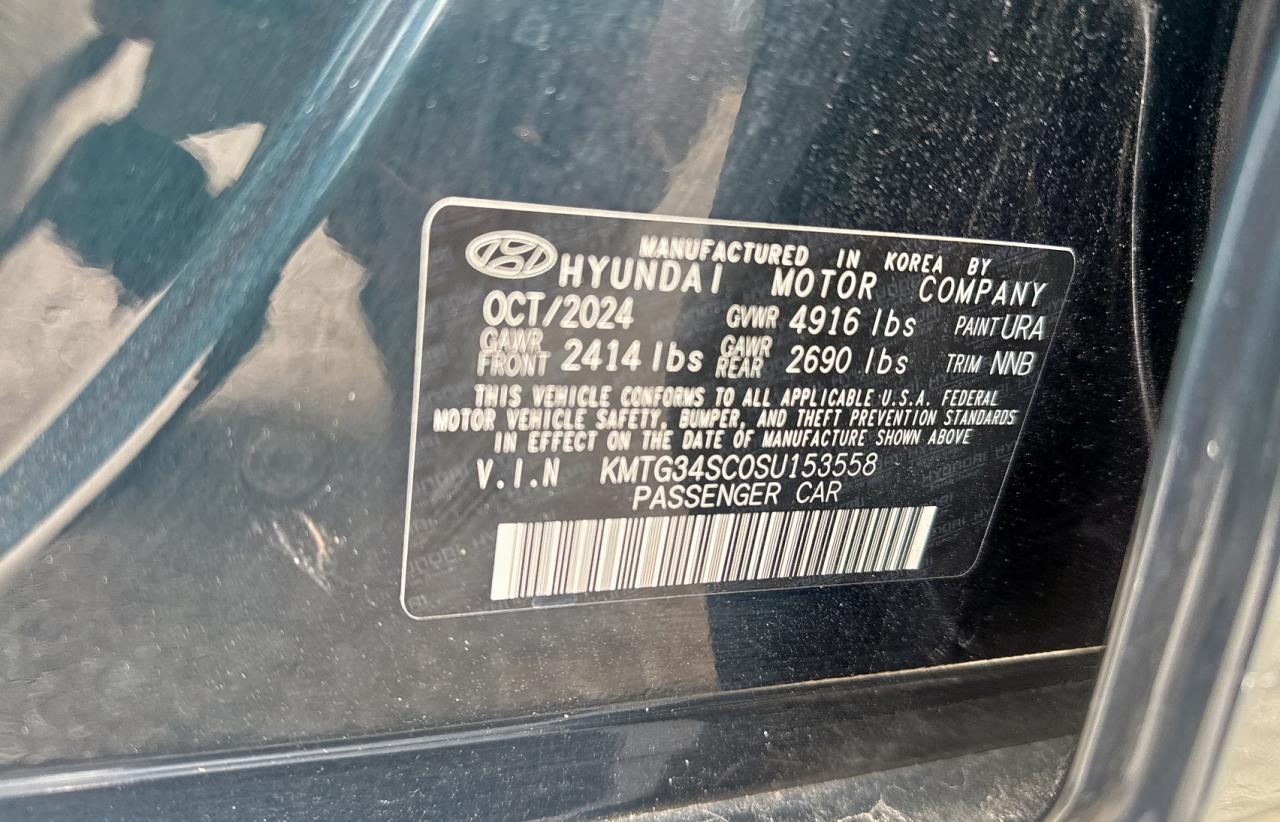 MANUFACTURED IN KOREA BY
HYUNDAI MOTOR COMPANY
OCT/2024 GVWR 4916 lbs PAINT URA
GAWR FRONT 2414 lbs GAWR REAR 2690 lbs TRIM NNB
THIS VEHICLE CONFORMS TO ALL APPLICABLE U.S.A. FEDERAL
MOTOR VEHICLE SAFETY, BUMPER, AND THEFT PREVENTION STANDARDS
IN EFFECT ON THE DATE OF MANUFACTURE SHOWN ABOVE
V.I.N KMTG34SC0SU153558
PASSENGER CAR